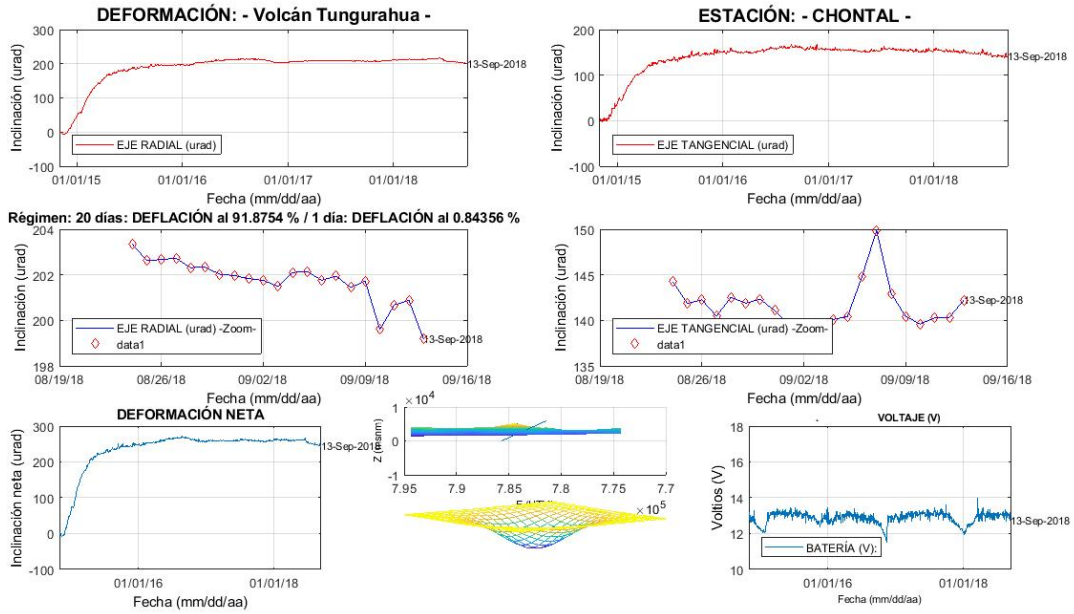 DEFORMACIÓN: - Volcán Tungurahua -
300
200
100
0
-100
Inclinación (urad)
13-Sep-2018
EJE RADIAL (urad)
01/01/15 01/01/16 01/01/17 01/01/18
Fecha (mm/dd/aa)
ESTACIÓN: - CHONTAL -
200
100
0
-100
Inclinación (urad)
13-Sep-2018
EJE TANGENCIAL (urad)
01/01/15 01/01/16 01/01/17 01/01/18
Fecha (mm/dd/aa)
Régimen: 20 días: DEFLACIÓN al 91.8754 % / 1 día: DEFLACIÓN al 0.84356 %
204
202
200
198
Inclinación (urad)
EJE RADIAL (urad) -Zoom-
data1
13-Sep-2018
08/19/18 08/26/18 09/02/18 09/09/18 09/16/18
Fecha (mm/dd/aa)
150
145
140
135
Inclinación (urad)
13-Sep-2018
EJE TANGENCIAL (urad) -Zoom-
data1
08/19/18 08/26/18 09/02/18 09/09/18 09/16/18
Fecha (mm/dd/aa)
DEFORMACIÓN NETA
300
200
100
0
-100
Inclinación neta (urad)
13-Sep-2018
01/01/16 01/01/18
Fecha (mm/dd/aa)
×10⁴
1
0
-1
Z (msnm)
7.95 7.9 7.85 7.8 7.75 7.7
×10⁵
VOLTAJE (V)
18
16
14
12
10
Voltios (V)
13-Sep-2018
BATERÍA (V):
01/01/16 01/01/18
Fecha (mm/dd/aa)